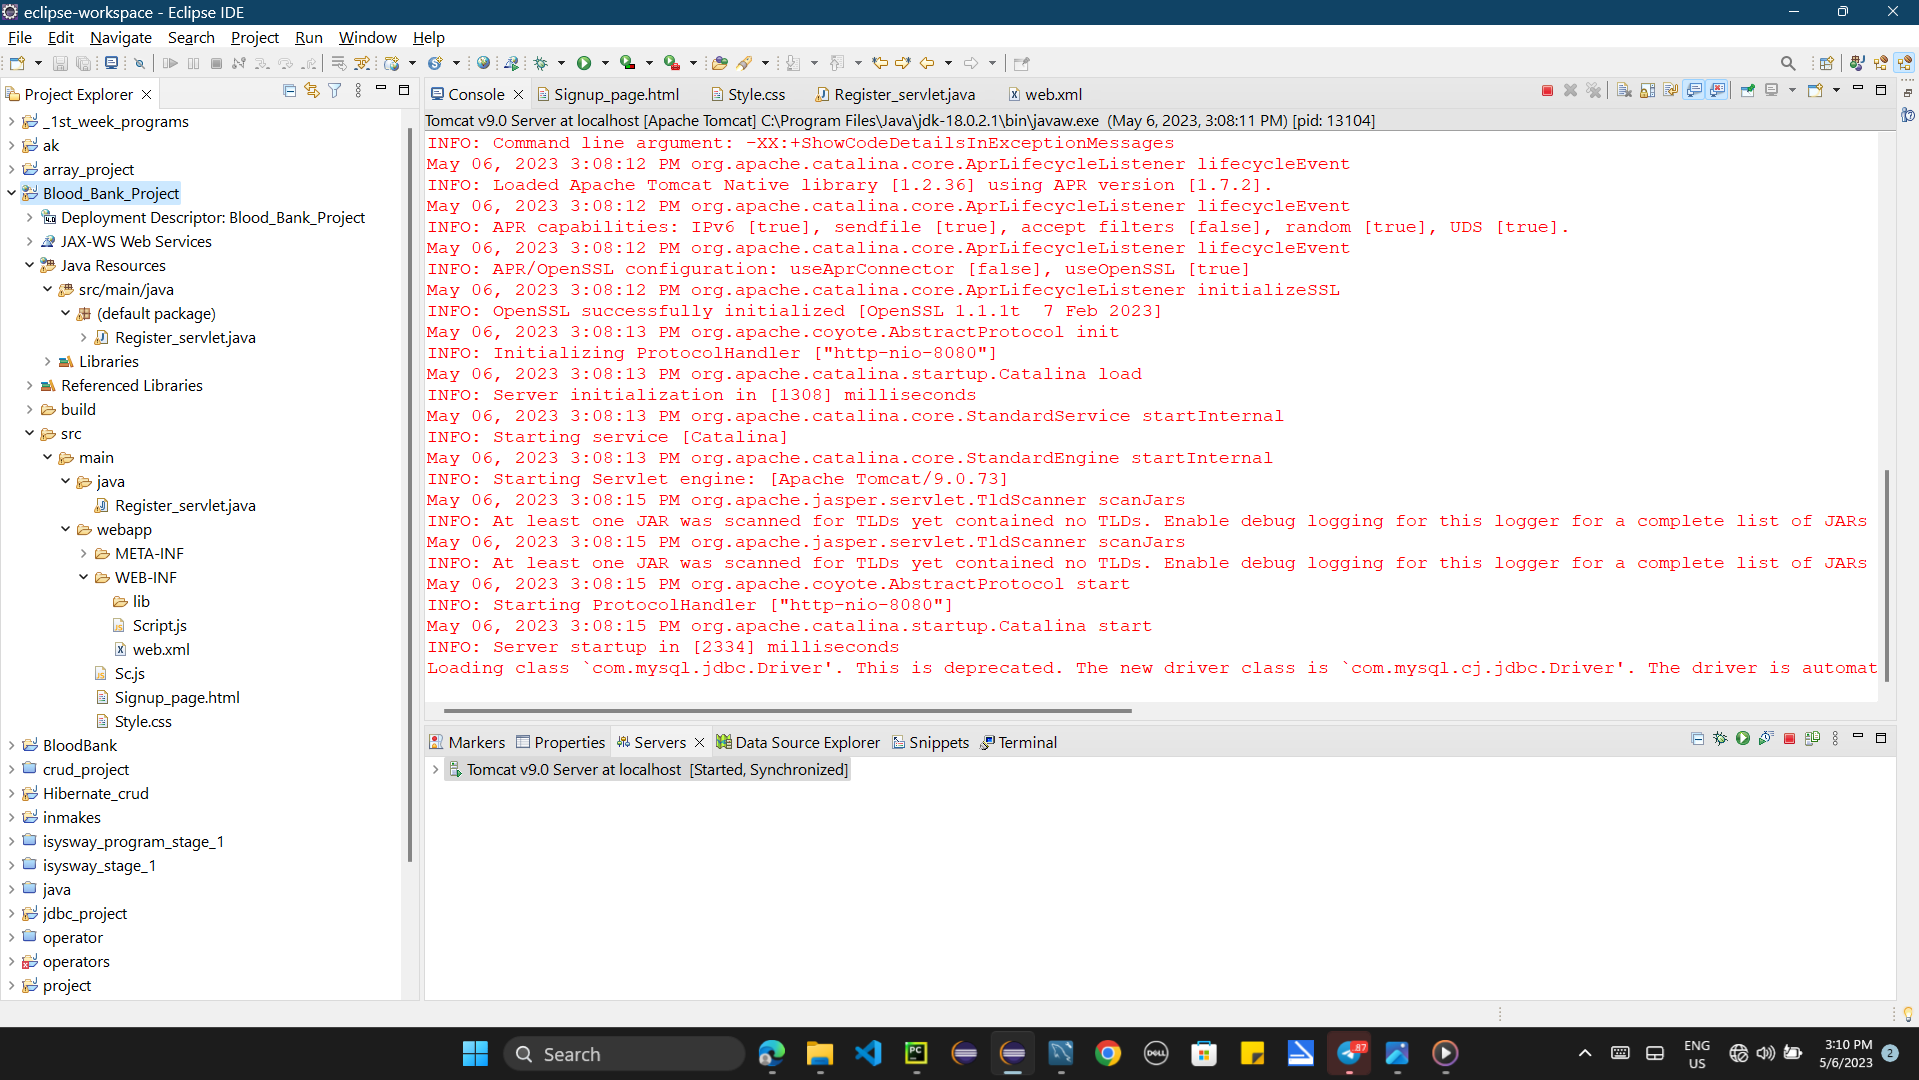 eclipse-workspace - Eclipse IDE
File Edit Navigate Search Project Run Window Help
Project Explorer
_1st_week_programs
ak
array_project
Blood_Bank_Project
Deployment Descriptor: Blood_Bank_Project
JAX-WS Web Services
Java Resources
src/main/java
(default package)
Register_servlet.java
Libraries
Referenced Libraries
build
src
main
java
Register_servlet.java
webapp
META-INF
WEB-INF
lib
Script.js
web.xml
Sc.js
Signup_page.html
Style.css
BloodBank
crud_project
Hibernate_crud
inmakes
isysway_program_stage_1
isysway_stage_1
java
jdbc_project
operator
operators
project
Console Signup_page.html Style.css Register_servlet.java web.xml
Tomcat v9.0 Server at localhost [Apache Tomcat] C:\Program Files\Java\jdk-18.0.2.1\bin\javaw.exe (May 6, 2023, 3:08:11 PM) [pid: 13104]
INFO: Command line argument: -XX:+ShowCodeDetailsInExceptionMessages
May 06, 2023 3:08:12 PM org.apache.catalina.core.AprLifecycleListener lifecycleEvent
INFO: Loaded Apache Tomcat Native library [1.2.36] using APR version [1.7.2].
May 06, 2023 3:08:12 PM org.apache.catalina.core.AprLifecycleListener lifecycleEvent
INFO: APR capabilities: IPv6 [true], sendfile [true], accept filters [false], random [true], UDS [true].
May 06, 2023 3:08:12 PM org.apache.catalina.core.AprLifecycleListener lifecycleEvent
INFO: APR/OpenSSL configuration: useAprConnector [false], useOpenSSL [true]
May 06, 2023 3:08:12 PM org.apache.catalina.core.AprLifecycleListener initializeSSL
INFO: OpenSSL successfully initialized [OpenSSL 1.1.1t  7 Feb 2023]
May 06, 2023 3:08:13 PM org.apache.coyote.AbstractProtocol init
INFO: Initializing ProtocolHandler ["http-nio-8080"]
May 06, 2023 3:08:13 PM org.apache.catalina.startup.Catalina load
INFO: Server initialization in [1308] milliseconds
May 06, 2023 3:08:13 PM org.apache.catalina.core.StandardService startInternal
INFO: Starting service [Catalina]
May 06, 2023 3:08:13 PM org.apache.catalina.core.StandardEngine startInternal
INFO: Starting Servlet engine: [Apache Tomcat/9.0.73]
May 06, 2023 3:08:15 PM org.apache.jasper.servlet.TldScanner scanJars
INFO: At least one JAR was scanned for TLDs yet contained no TLDs. Enable debug logging for this logger for a complete list of JARs
May 06, 2023 3:08:15 PM org.apache.jasper.servlet.TldScanner scanJars
INFO: At least one JAR was scanned for TLDs yet contained no TLDs. Enable debug logging for this logger for a complete list of JARs
May 06, 2023 3:08:15 PM org.apache.coyote.AbstractProtocol start
INFO: Starting ProtocolHandler ["http-nio-8080"]
May 06, 2023 3:08:15 PM org.apache.catalina.startup.Catalina start
INFO: Server startup in [2334] milliseconds
Loading class `com.mysql.jdbc.Driver'. This is deprecated. The new driver class is `com.mysql.cj.jdbc.Driver'. The driver is automat
Markers Properties Servers Data Source Explorer Snippets Terminal
Tomcat v9.0 Server at localhost [Started, Synchronized]
Search
PC
DELL
87
ENG
US
3:10 PM
5/6/2023
2